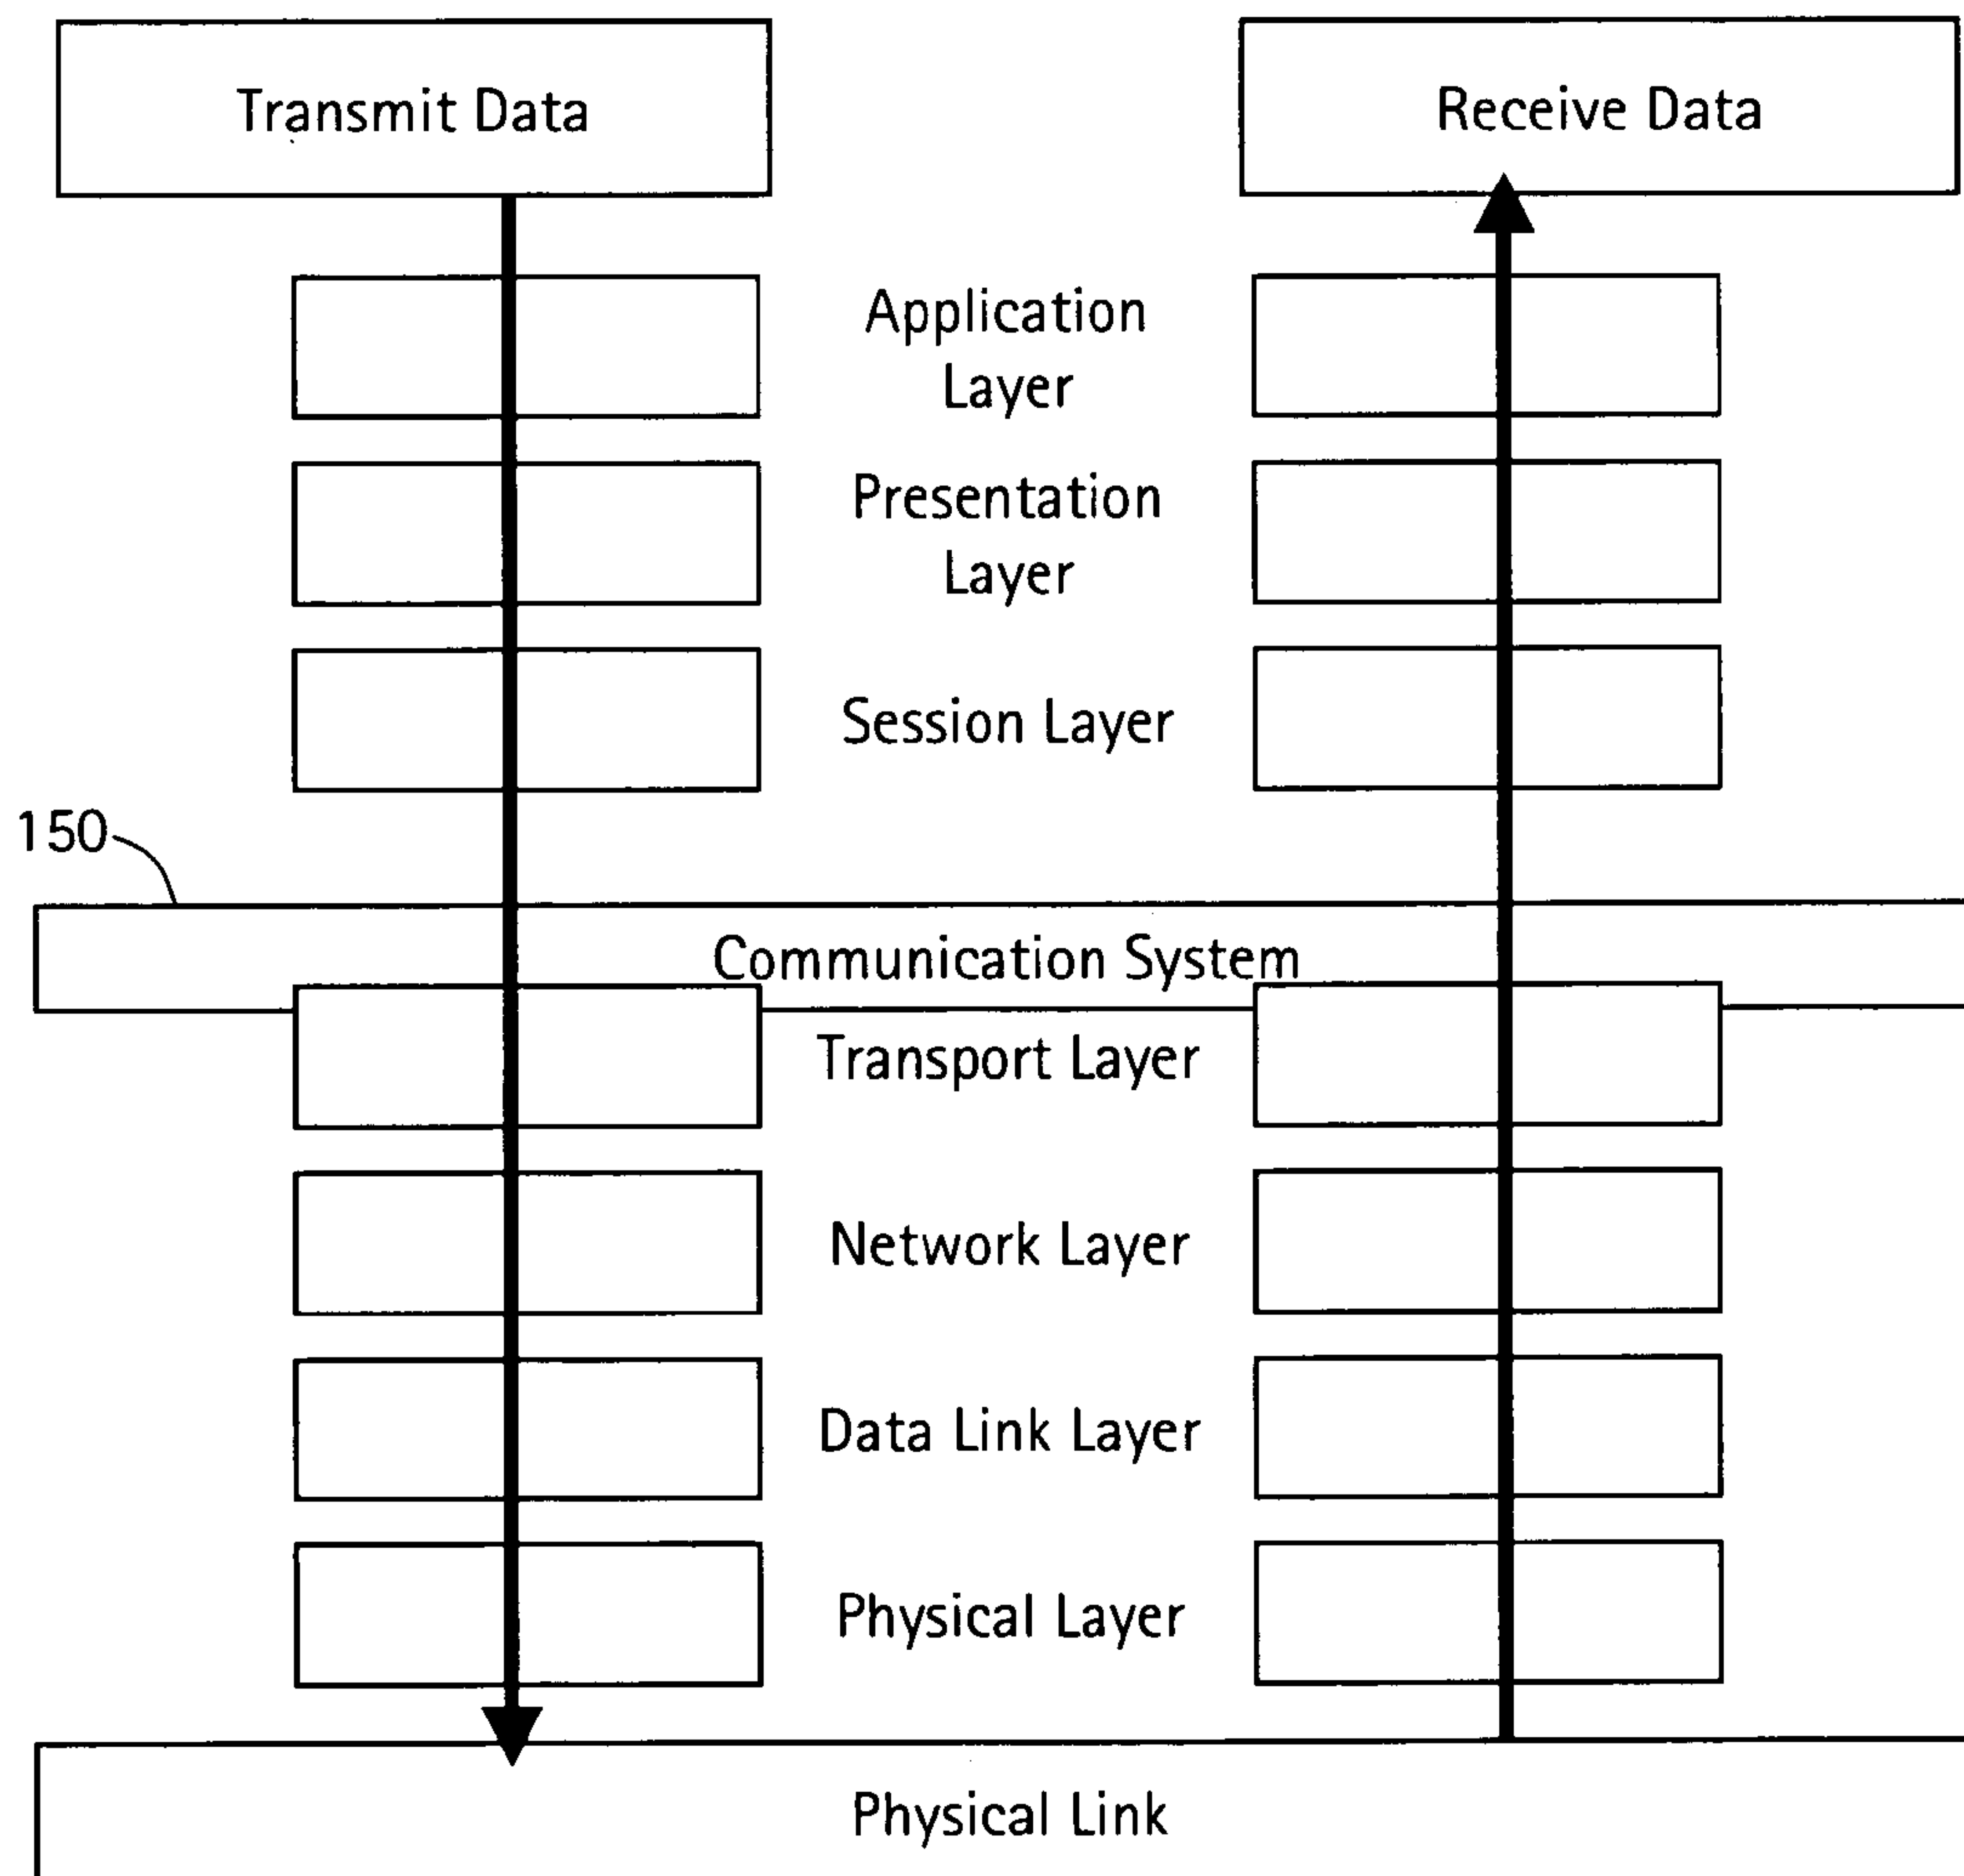 Transmit Data
Receive Data
Application
Layer
Presentation
Layer
Session Layer
150
Communication System
Transport Layer
Network Layer
Data Link Layer
Physical Layer
Physical Link